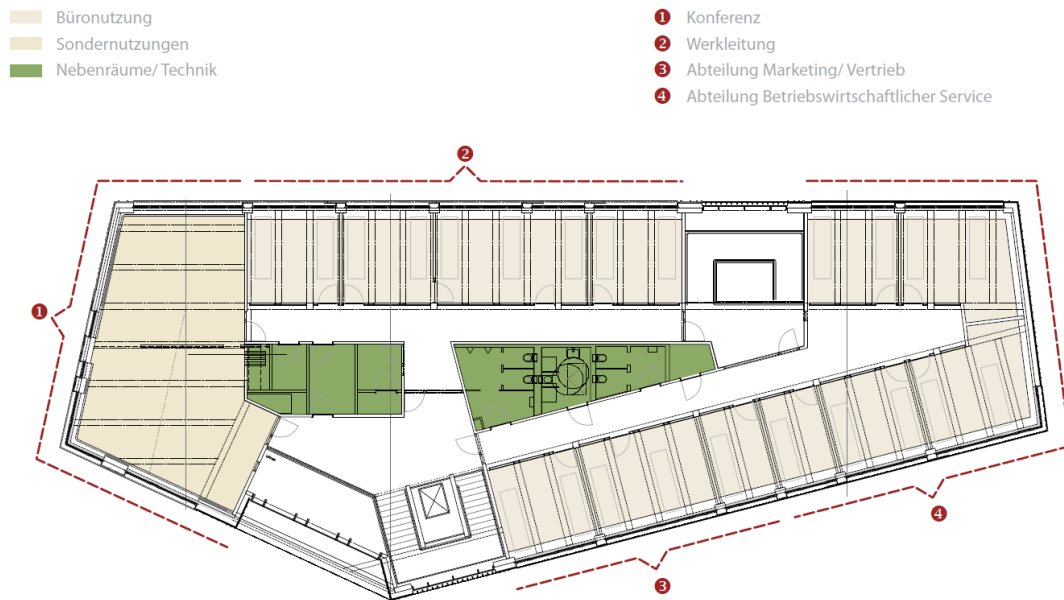 Büronutzung
Sondernutzungen
Nebenräume/ Technik
1 Konferenz
2 Werkleitung
3 Abteilung Marketing/ Vertrieb
4 Abteilung Betriebswirtschaftlicher Service
2
1
4
3